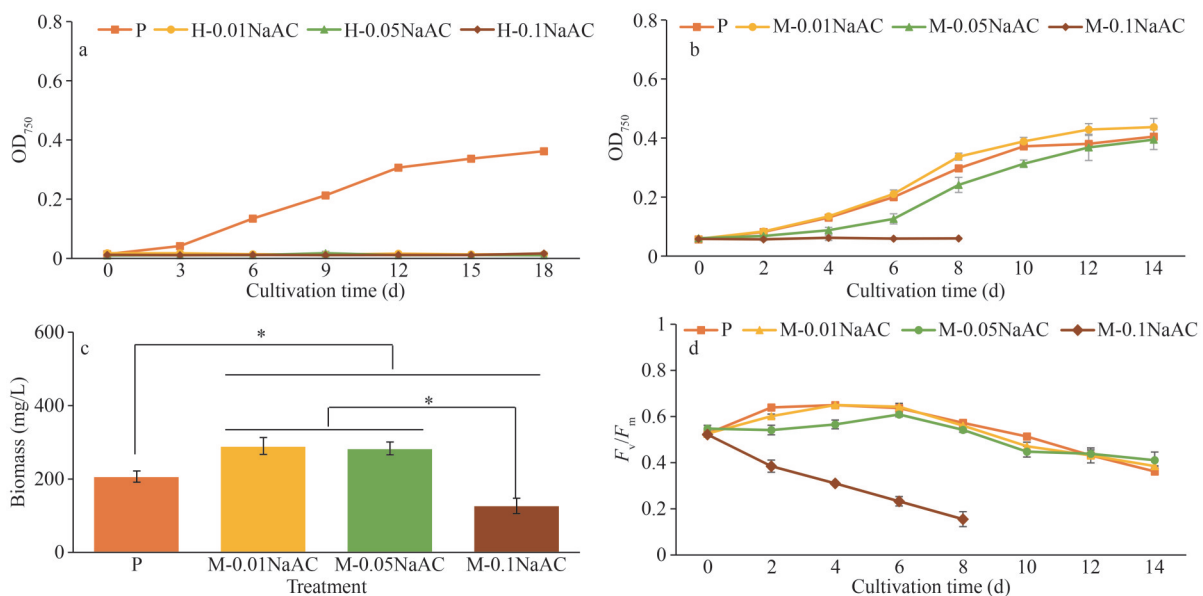 P H-0.01NaAC H-0.05NaAC H-0.1NaAC
a
0.8
0.6
0.4
0.2
0
OD750
0 3 6 9 12 15 18
Cultivation time (d)
P M-0.01NaAC M-0.05NaAC M-0.1NaAC
b
0.8
0.6
0.4
0.2
0
OD750
0 2 4 6 8 10 12 14
Cultivation time (d)
c
600
400
200
0
Biomass (mg/L)
*
*
P M-0.01NaAC M-0.05NaAC M-0.1NaAC
Treatment
P M-0.01NaAC M-0.05NaAC M-0.1NaAC
d
1
0.8
0.6
0.4
0.2
0
Fv/Fm
0 2 4 6 8 10 12 14
Cultivation time (d)